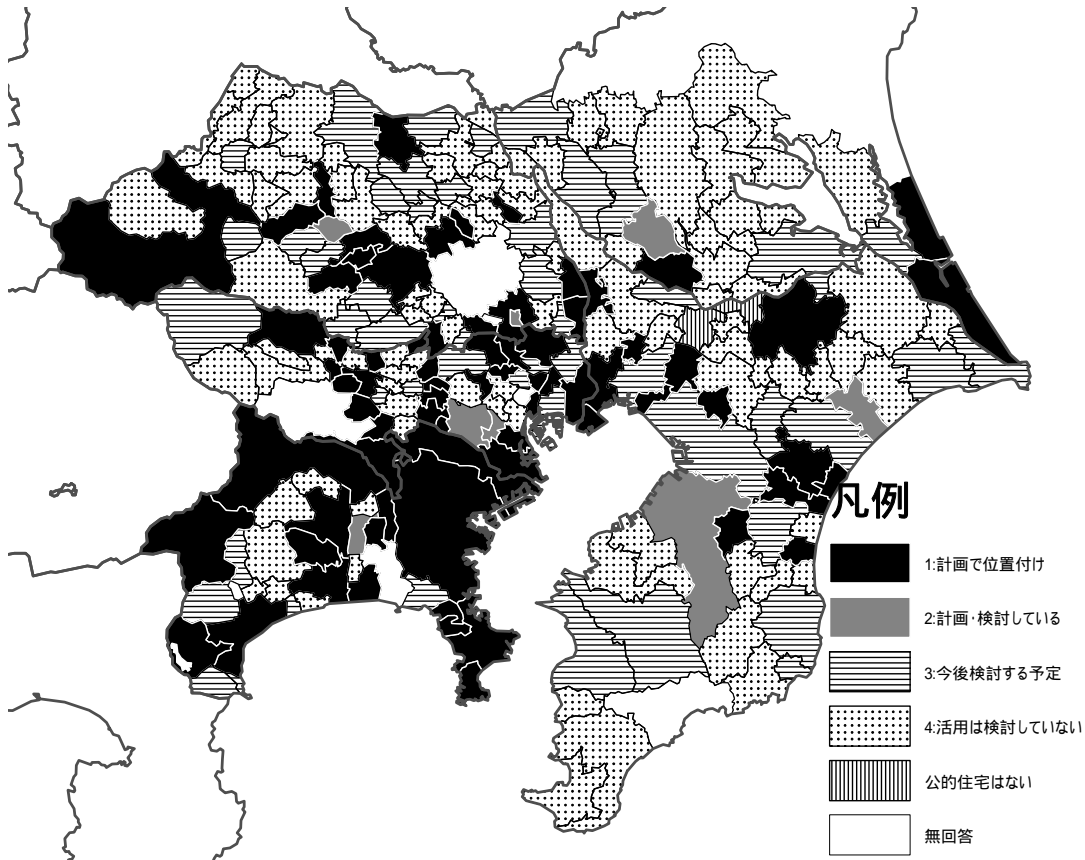 凡例
1:計画で位置付け
2:計画・検討している
3:今後検討する予定
4:活用は検討していない
公的住宅はない
無回答